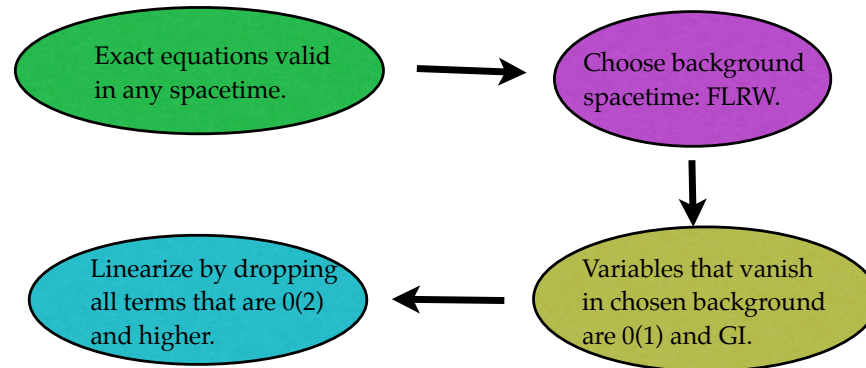 Exact equations valid
in any spacetime.
Choose background
spacetime: FLRW.
Variables that vanish
in chosen background
are 0(1) and GI.
Linearize by dropping
all terms that are 0(2)
and higher.